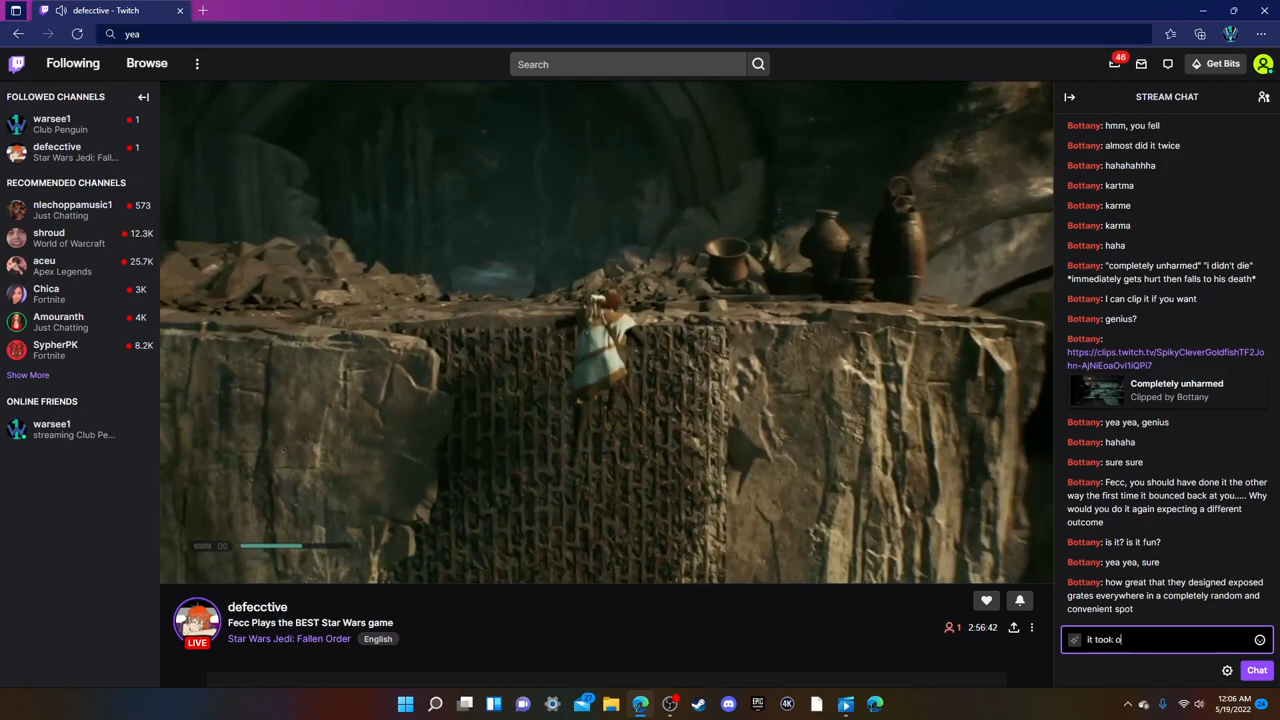 defecctive - Twitch
yea
Following
Browse
Search
46
Get Bits
FOLLOWED CHANNELS
warsee1
Club Penguin
1
defecctive
Star Wars Jedi: Fall...
1
RECOMMENDED CHANNELS
nlechoppamusic1
Just Chatting
573
shroud
World of Warcraft
12.3K
aceu
Apex Legends
25.7K
Chica
Fortnite
3K
Amouranth
Just Chatting
4K
SypherPK
Fortnite
8.2K
Show More
ONLINE FRIENDS
warsee1
streaming Club Pe...
00
LIVE
defecctive
Fecc Plays the BEST Star Wars game
Star Wars Jedi: Fallen Order
English
1
2:56:42
STREAM CHAT
Bottany: hmm, you fell
Bottany: almost did it twice
Bottany: hahahahhha
Bottany: kartma
Bottany: karme
Bottany: karma
Bottany: haha
Bottany: "completely unharmed" "i didn't die"
*immediately gets hurt then falls to his death*
Bottany: I can clip it if you want
Bottany: genius?
Bottany:
https://clips.twitch.tv/SpikyCleverGoldfishTF2Jo
hn-AjNiEoaOvI1iQPi7
Completely unharmed
Clipped by Bottany
Bottany: yea yea, genius
Bottany: hahaha
Bottany: sure sure
Bottany: Fecc, you should have done it the other
way the first time it bounced back at you..... Why
would you do it again expecting a different
outcome
Bottany: is it? is it fun?
Bottany: yea yea, sure
Bottany: how great that they designed exposed
grates everywhere in a completely random and
convenient spot
it took o
Chat
27
EPIC
4K
12:06 AM
5/19/2022
24